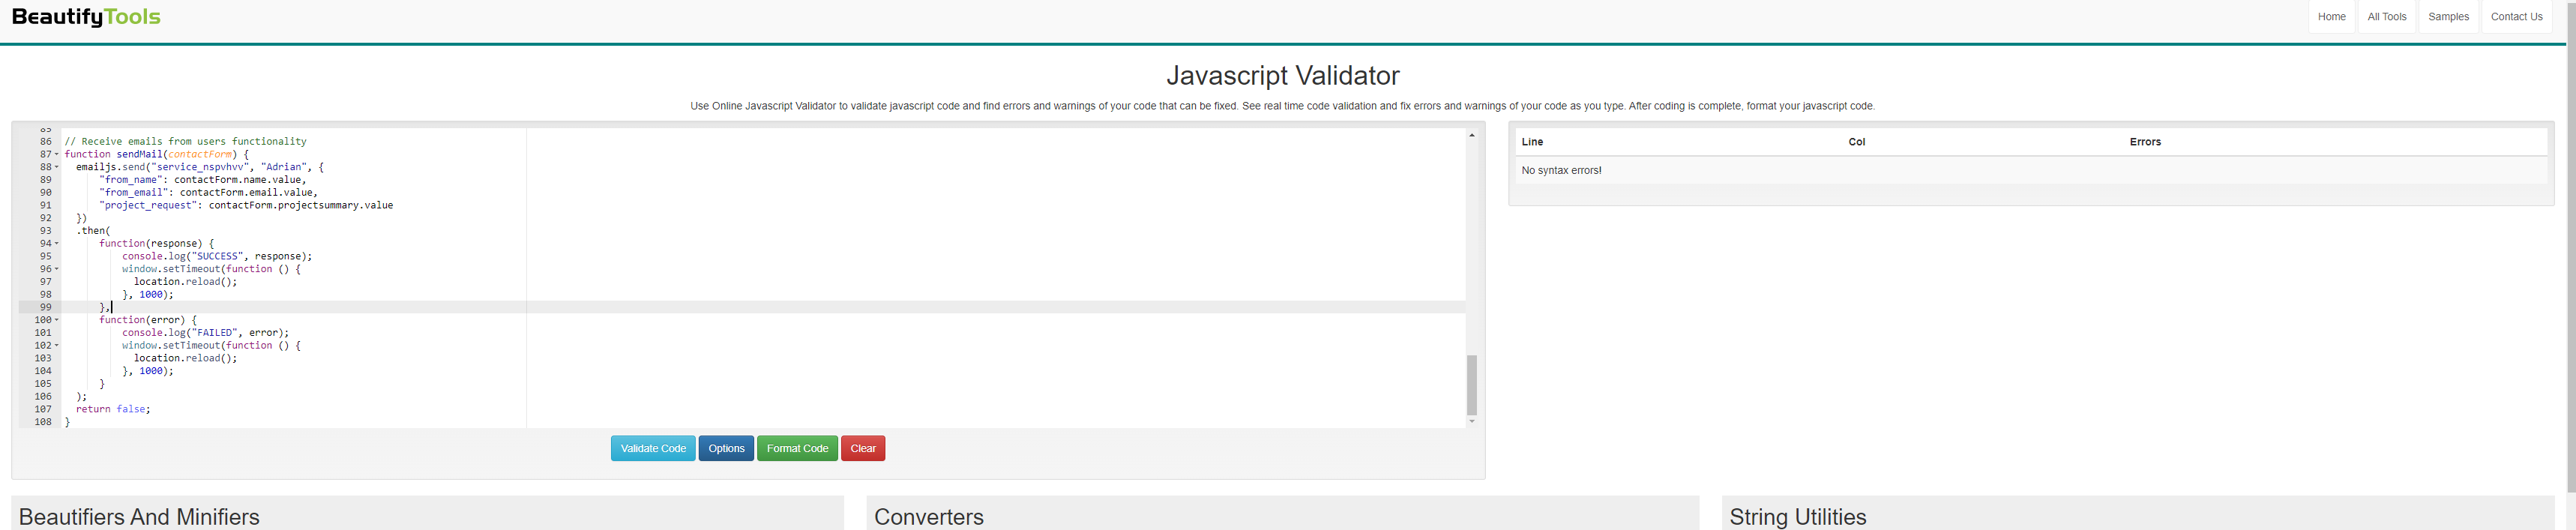 BeautifyTools
Home All Tools Samples Contact Us
Javascript Validator
Use Online Javascript Validator to validate javascript code and find errors and warnings of your code that can be fixed. See real time code validation and fix errors and warnings of your code as you type. After coding is complete, format your javascript code.
85
86 // Receive emails from users functionality
87 function sendMail(contactForm) {
88 emailjs.send("service_nspvhvv", "Adrian", {
89 "from_name": contactForm.name.value,
90 "from_email": contactForm.email.value,
91 "project_request": contactForm.projectsummary.value
92 })
93 .then(
94 function(response) {
95 console.log("SUCCESS", response);
96 window.setTimeout(function () {
97 location.reload();
98 }, 1000);
99 },
100 function(error) {
101 console.log("FAILED", error);
102 window.setTimeout(function () {
103 location.reload();
104 }, 1000);
105 }
106 );
107 return false;
108 }
Validate Code Options Format Code Clear
Line Col Errors
No syntax errors!
Beautifiers And Minifiers
Converters
String Utilities